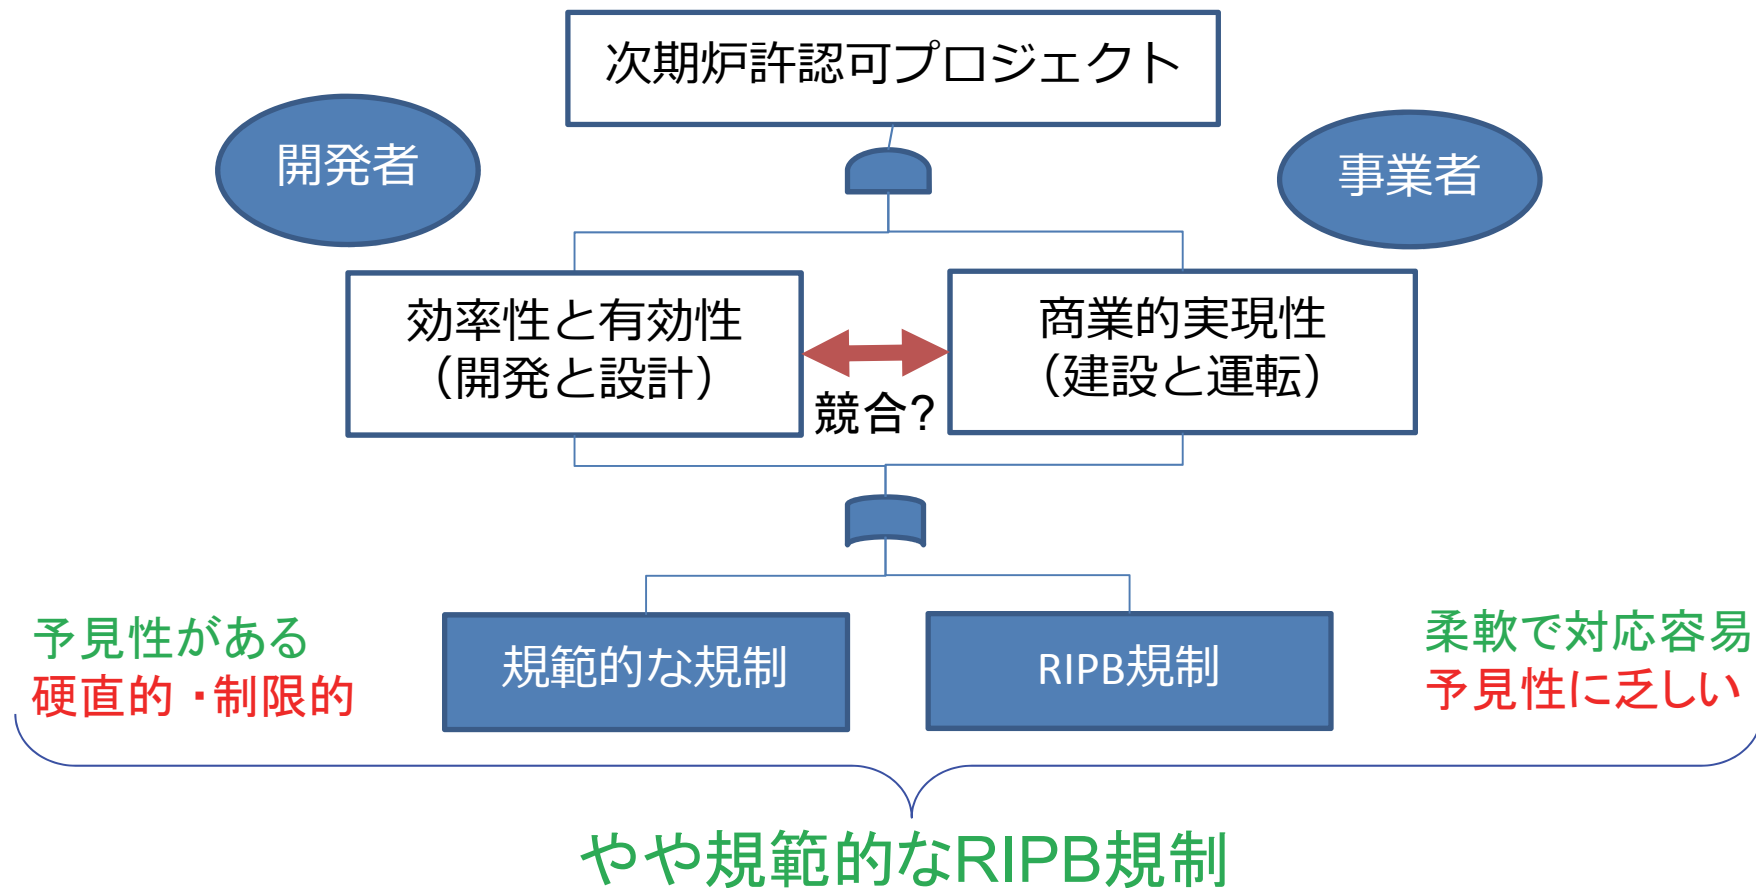 次期炉許認可プロジェクト
開発者
事業者
効率性と有効性
（開発と設計）
競合?
商業的実現性
（建設と運転）
予見性がある
硬直的・制限的
規範的な規制
RIPB規制
柔軟で対応容易
予見性に乏しい
やや規範的なRIPB規制